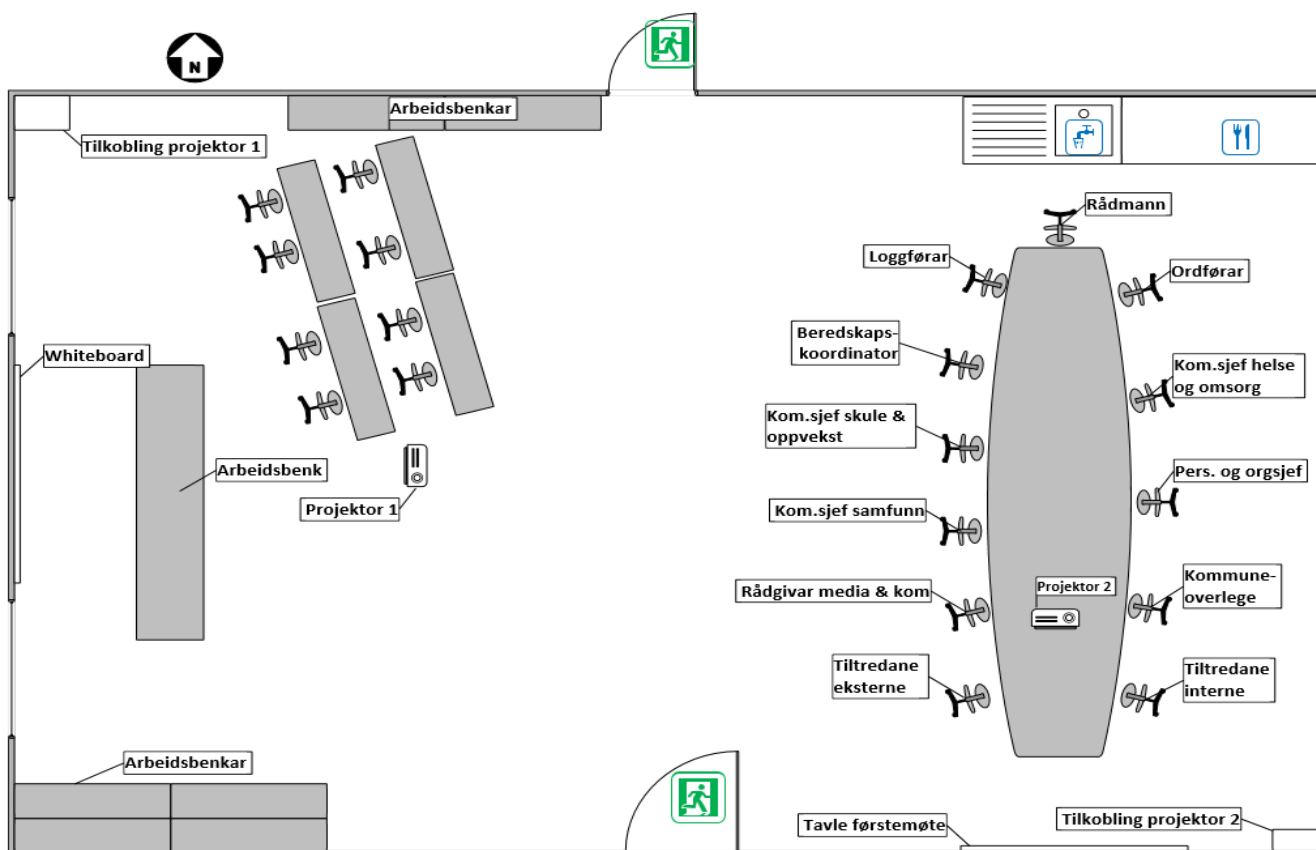 N
Arbeidsbenkar
Tilkobling projektor 1
Rådmann
Loggførar
Ordførar
Beredskaps-
koordinator
Whiteboard
Kom.sjef helse
og omsorg
Kom.sjef skule &
oppvekst
Arbeidsbenk
Pers. og orgsjef
Projektor 1
Kom.sjef samfunn
Kommune-
overlege
Projektor 2
Rådgivar media & kom
Tiltredane
eksterne
Tiltredane
interne
Arbeidsbenkar
Tavle førstemøte
Tilkobling projektor 2